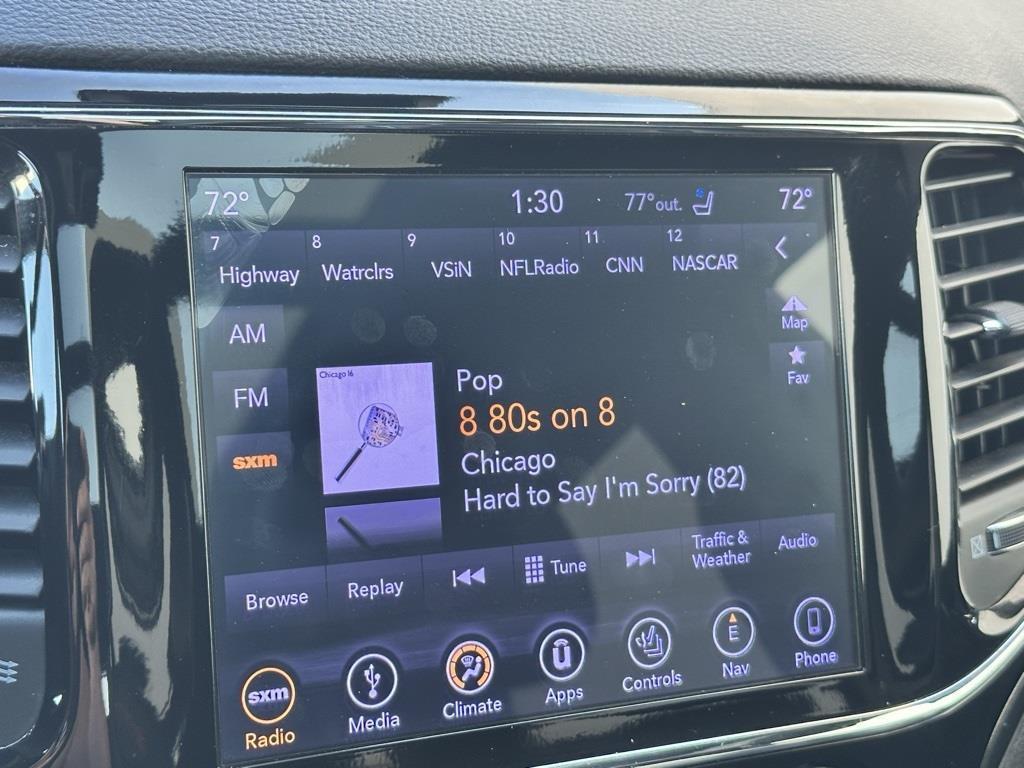 72° 1:30 77°out. 72°
7 8 9 10 11 12
Highway Watrclrs VSiN NFLRadio CNN NASCAR
AM
Map
FM
Fav
sxm
Chicago 16
Pop
8 80s on 8
Chicago
Hard to Say I'm Sorry (82)
Browse Replay Tune Traffic & Audio
Weather
sxm E
Radio Media Climate Apps Controls Nav Phone